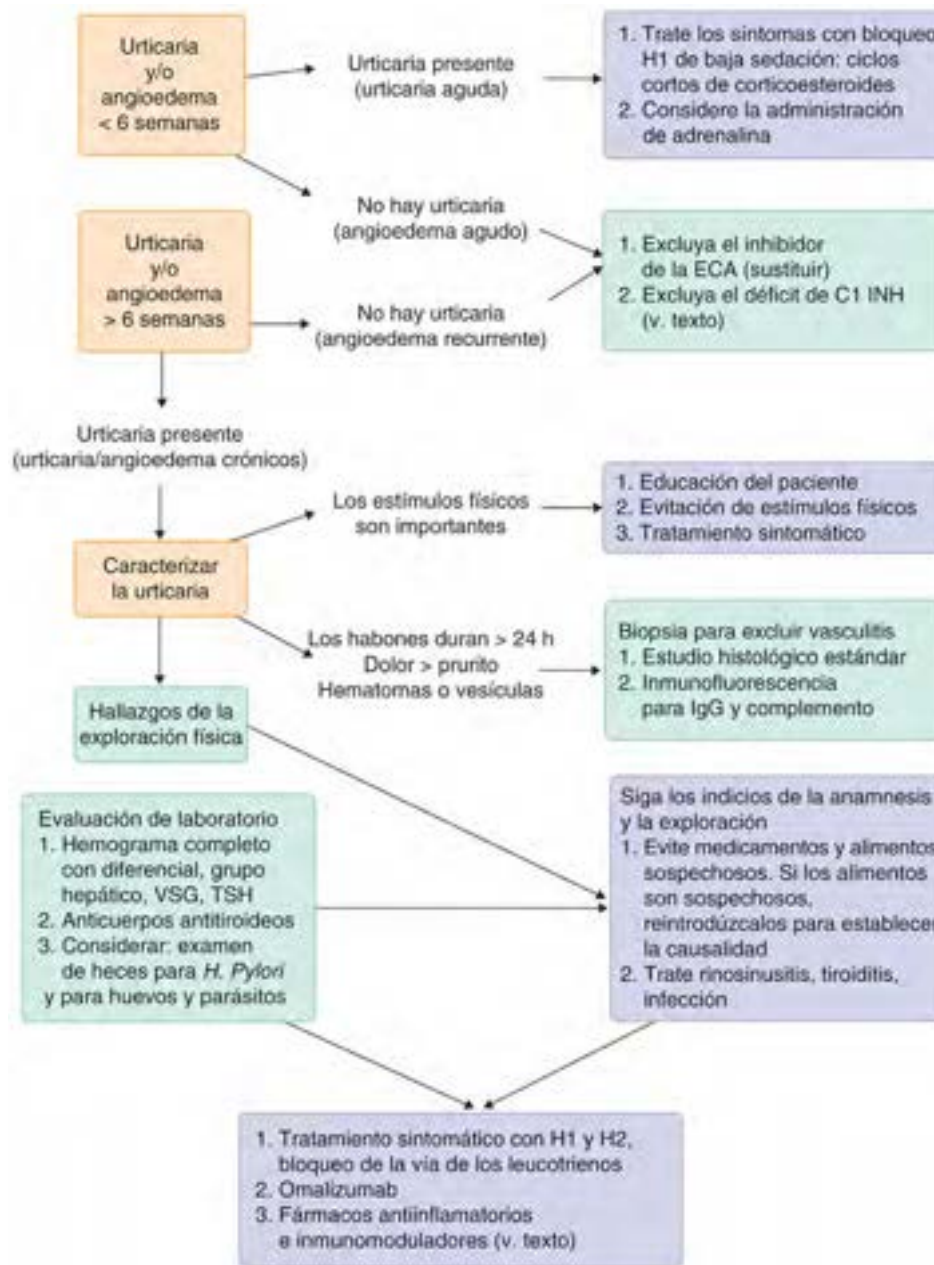 Urticaria
y/o
angioedema
< 6 semanas
Urticaria presente
(urticaria aguda)
1. Trate los síntomas con bloqueo
H1 de baja sedación: ciclos
cortos de corticoesteroides
2. Considere la administración
de adrenalina
No hay urticaria
(angioedema agudo)
Urticaria
y/o
angioedema
> 6 semanas
No hay urticaria
(angioedema recurrente)
1. Excluya el inhibidor
de la ECA (sustituir)
2. Excluya el déficit de C1 INH
(v. texto)
Urticaria presente
(urticaria/angioedema crónicos)
Los estímulos físicos
son importantes
1. Educación del paciente
2. Evitación de estímulos físicos
3. Tratamiento sintomático
Caracterizar
la urticaria
Los habones duran > 24 h
Dolor > prurito
Hematomas o vesículas
Biopsia para excluir vasculitis
1. Estudio histológico estándar
2. Inmunofluorescencia
para IgG y complemento
Hallazgos de la
exploración física
Evaluación de laboratorio
1. Hemograma completo
con diferencial, grupo
hepático, VSG, TSH
2. Anticuerpos antitiroideos
3. Considerar: examen
de heces para H. Pylori
y para huevos y parásitos
Siga los indicios de la anamnesis
y la exploración
1. Evite medicamentos y alimentos
sospechosos. Si los alimentos
son sospechosos,
reintrodúzcalos para establecer
la causalidad
2. Trate rinosinusitis, tiroiditis,
infección
1. Tratamiento sintomático con H1 y H2,
bloqueo de la vía de los leucotrienos
2. Omalizumab
3. Fármacos antiinflamatorios
e inmunomoduladores (v. texto)